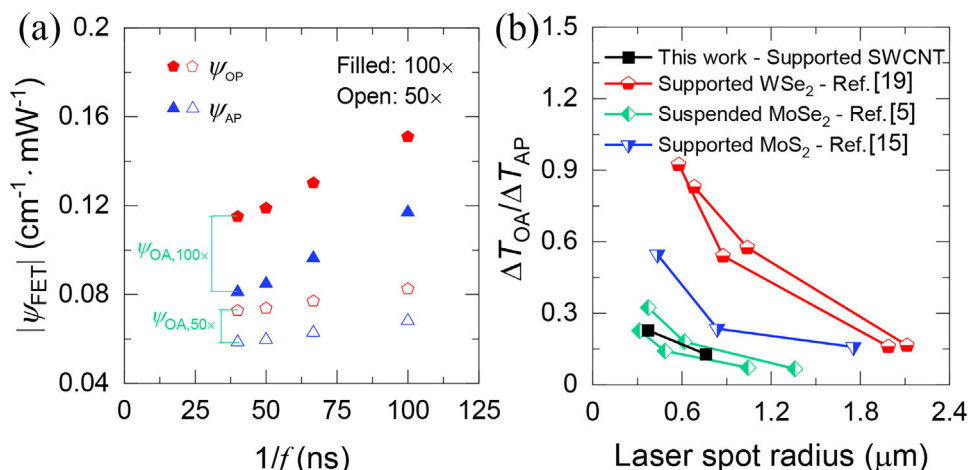 (a)
0.2
0.16
0.12
0.08
0.04
|ψFET| (cm⁻¹· mW⁻¹)
ψOP
ψAP
Filled: 100×
Open: 50×
ψOA,100×
ψOA,50×
0 25 50 75 100 125
1/f (ns)
(b)
1.5
1.2
0.9
0.6
0.3
0
ΔTOA/ΔTAP
This work - Supported SWCNT
Supported WSe₂ - Ref.[19]
Suspended MoSe₂ - Ref.[5]
Supported MoS₂ - Ref.[15]
0 0.6 1.2 1.8 2.4
Laser spot radius (μm)